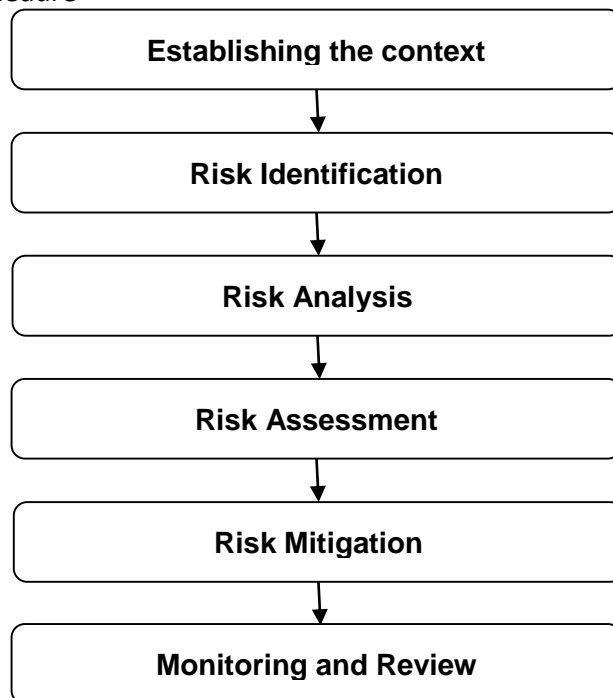 Establishing the context
Risk Identification
Risk Analysis
Risk Assessment
Risk Mitigation
Monitoring and Review